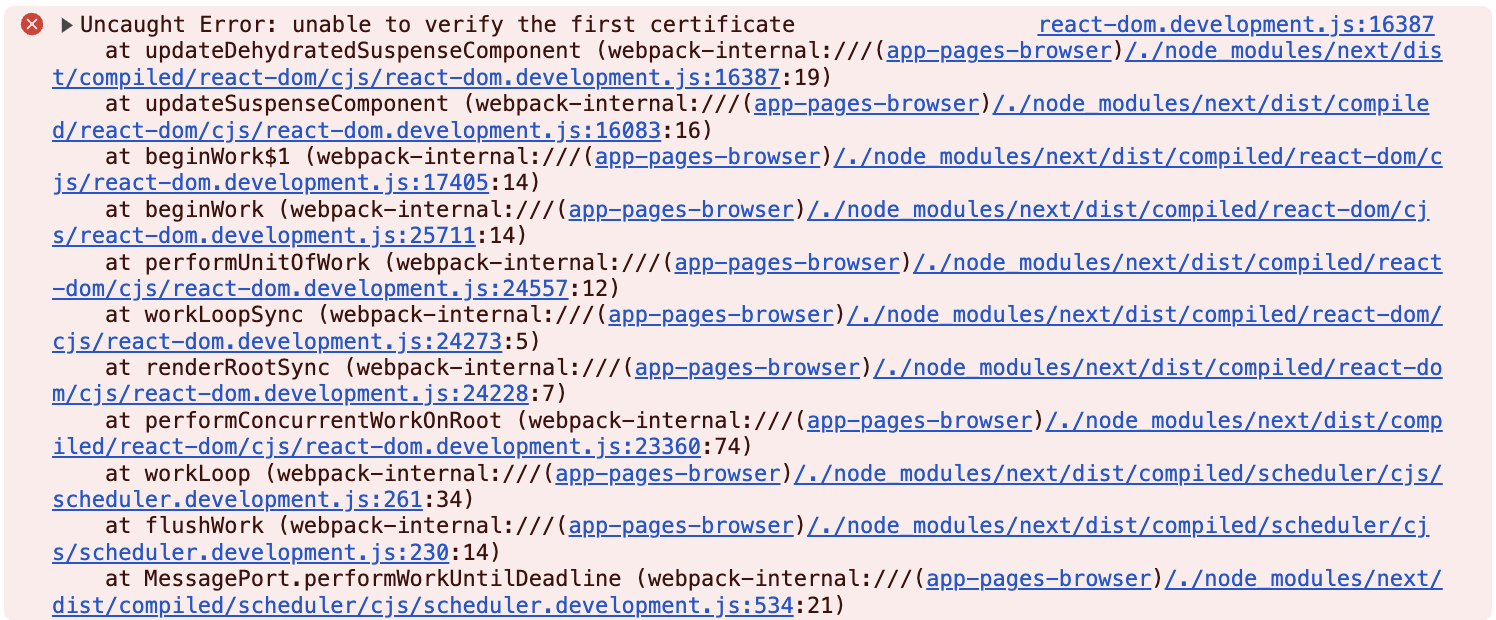 Uncaught Error: unable to verify the first certificate react-dom.development.js:16387
at updateDehydratedSuspenseComponent (webpack-internal:///(app-pages-browser)/./node_modules/next/dis
t/compiled/react-dom/cjs/react-dom.development.js:16387:19)
at updateSuspenseComponent (webpack-internal:///(app-pages-browser)/./node_modules/next/dist/compile
d/react-dom/cjs/react-dom.development.js:16083:16)
at beginWork$1 (webpack-internal:///(app-pages-browser)/./node_modules/next/dist/compiled/react-dom/c
js/react-dom.development.js:17405:14)
at beginWork (webpack-internal:///(app-pages-browser)/./node_modules/next/dist/compiled/react-dom/cj
s/react-dom.development.js:25711:14)
at performUnitOfWork (webpack-internal:///(app-pages-browser)/./node_modules/next/dist/compiled/react
-dom/cjs/react-dom.development.js:24557:12)
at workLoopSync (webpack-internal:///(app-pages-browser)/./node_modules/next/dist/compiled/react-dom/
cjs/react-dom.development.js:24273:5)
at renderRootSync (webpack-internal:///(app-pages-browser)/./node_modules/next/dist/compiled/react-do
m/cjs/react-dom.development.js:24228:7)
at performConcurrentWorkOnRoot (webpack-internal:///(app-pages-browser)/./node_modules/next/dist/comp
iled/react-dom/cjs/react-dom.development.js:23360:74)
at workLoop (webpack-internal:///(app-pages-browser)/./node_modules/next/dist/compiled/scheduler/cjs/
scheduler.development.js:261:34)
at flushWork (webpack-internal:///(app-pages-browser)/./node_modules/next/dist/compiled/scheduler/cj
s/scheduler.development.js:230:14)
at MessagePort.performWorkUntilDeadline (webpack-internal:///(app-pages-browser)/./node_modules/next/
dist/compiled/scheduler/cjs/scheduler.development.js:534:21)